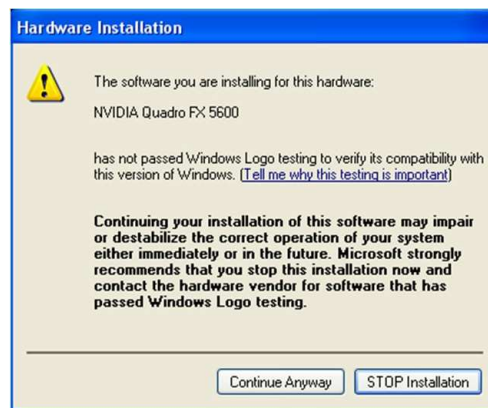 Hardware Installation
The software you are installing for this hardware:
NVIDIA Quadro FX 5600
has not passed Windows Logo testing to verify its compatibility with
this version of Windows. (Tell me why this testing is important)
Continuing your installation of this software may impair
or destabilize the correct operation of your system
either immediately or in the future. Microsoft strongly
recommends that you stop this installation now and
contact the hardware vendor for software that has
passed Windows Logo testing.
Continue Anyway
STOP Installation